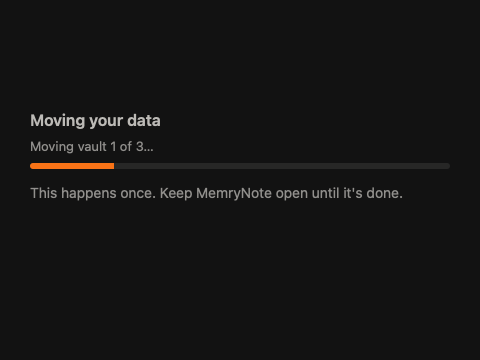 Moving your data
Moving vault 1 of 3…
This happens once. Keep MemryNote open until it's done.